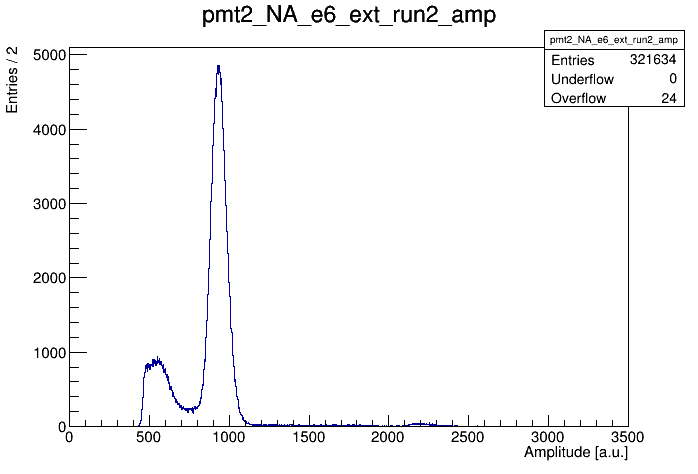 pmt2_NA_e6_ext_run2_amp
pmt2_NA_e6_ext_run2_amp
Entries 321634
Underflow 0
Overflow 24
Entries / 2
5000
4000
3000
2000
1000
0
0 500 1000 1500 2000 2500 3000 3500
Amplitude [a.u.]